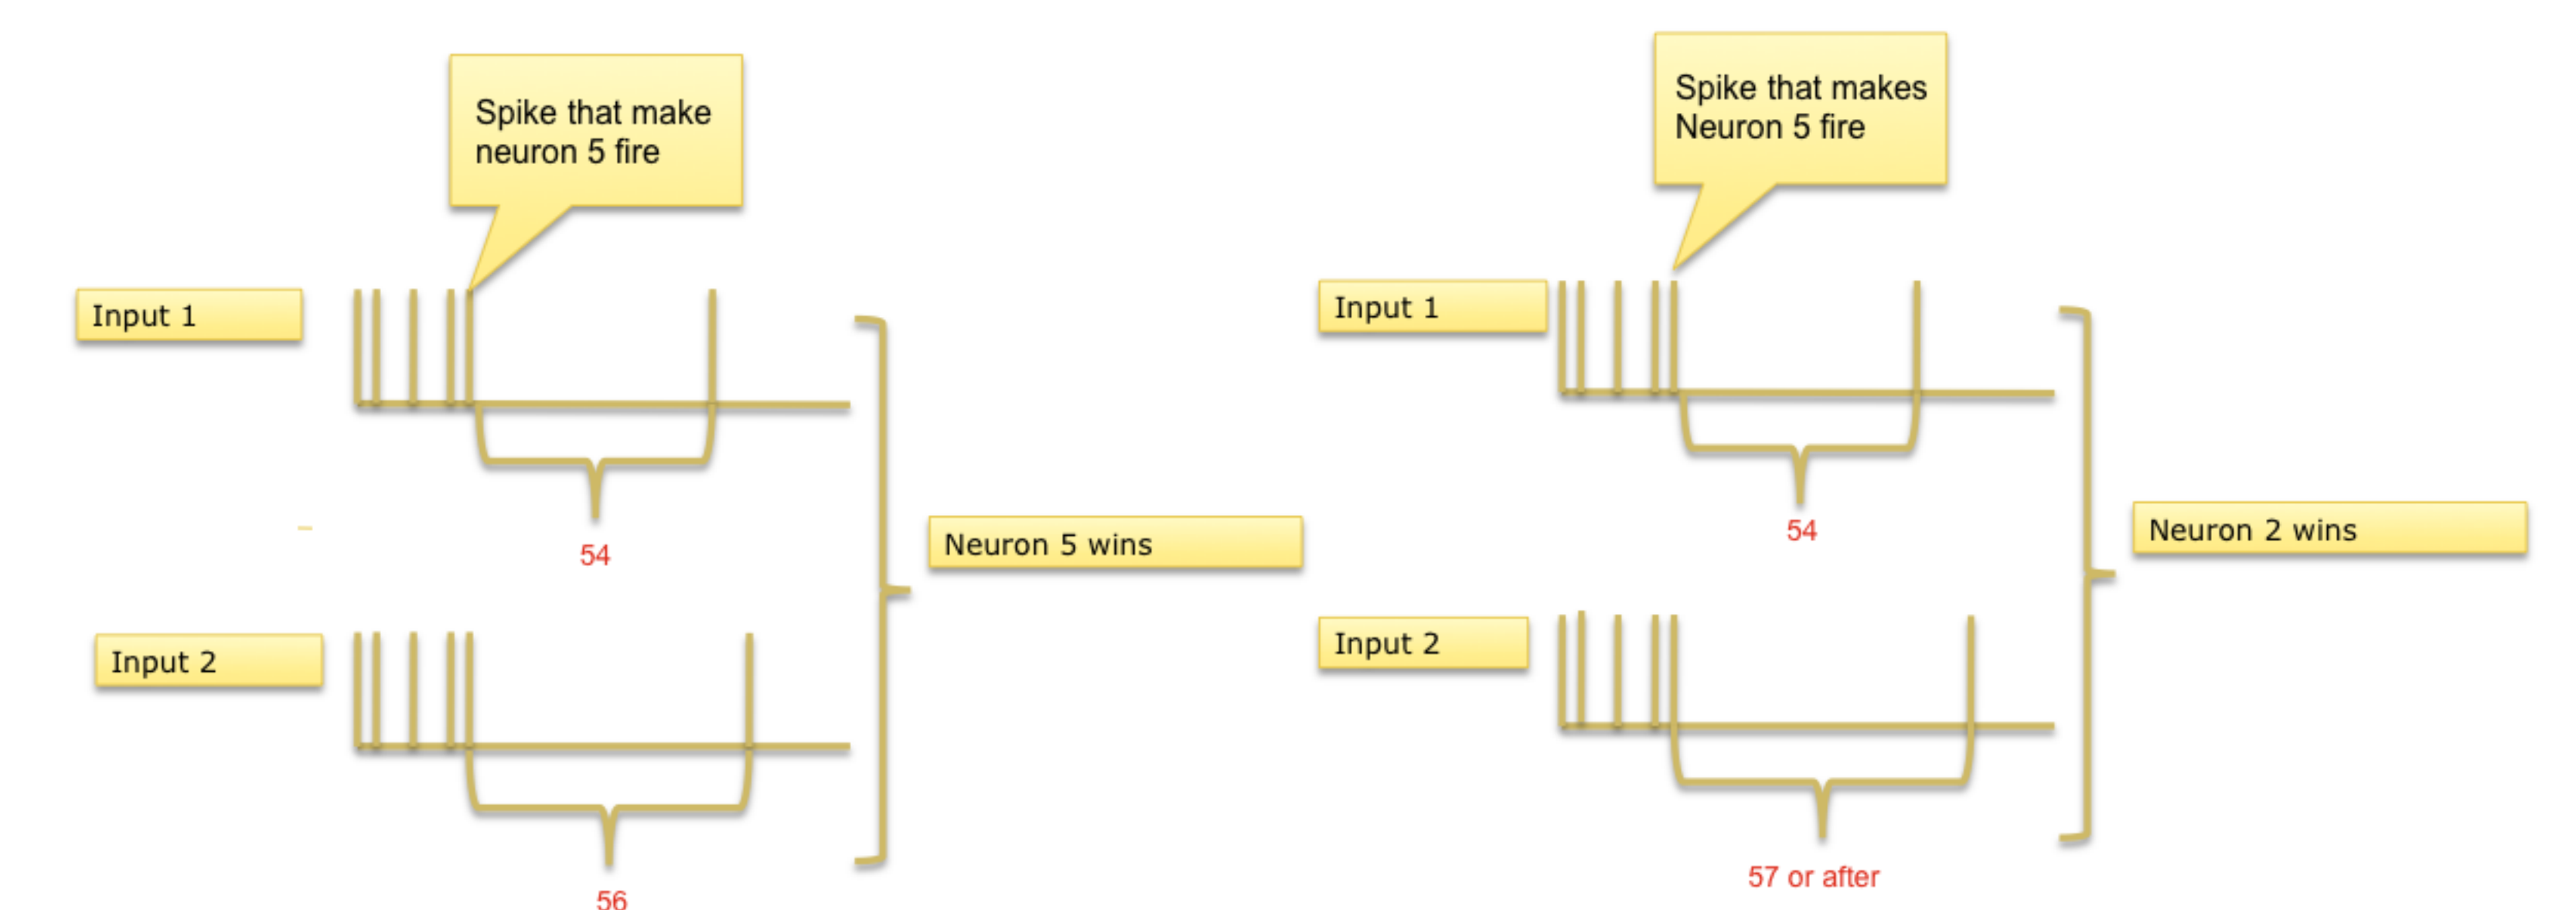 Spike that make
neuron 5 fire
Input 1
54
Input 2
56
Neuron 5 wins
Spike that makes
Neuron 5 fire
Input 1
54
Input 2
57 or after
Neuron 2 wins